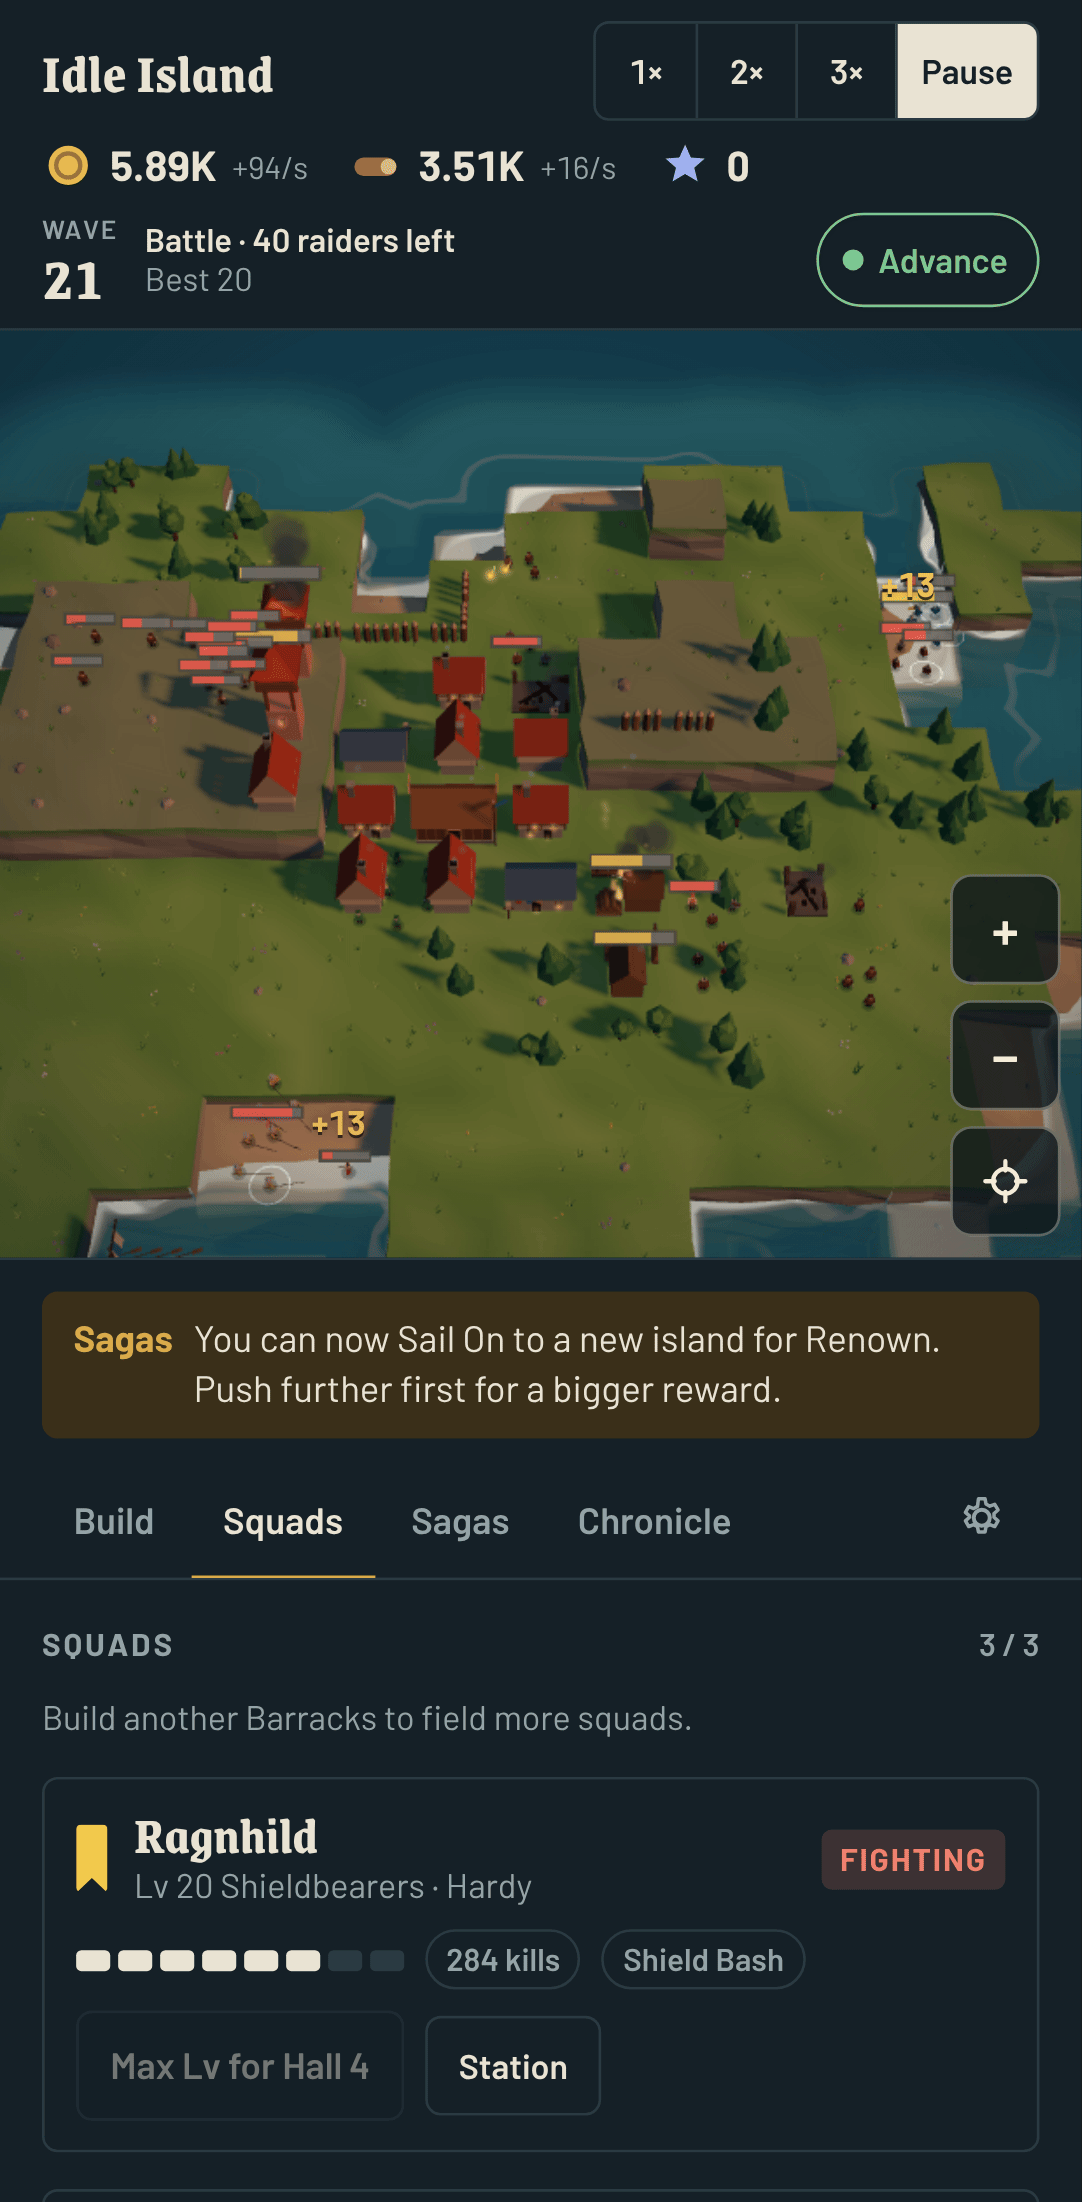 Idle Island
1× 2× 3× Pause
5.89K +94/s 3.51K +16/s 0
WAVE
21
Battle · 40 raiders left
Best 20
Advance
+13
+
−
+13
Sagas You can now Sail On to a new island for Renown.
Push further first for a bigger reward.
Build Squads Sagas Chronicle
SQUADS 3 / 3
Build another Barracks to field more squads.
Ragnhild
Lv 20 Shieldbearers · Hardy
FIGHTING
284 kills Shield Bash
Max Lv for Hall 4 Station